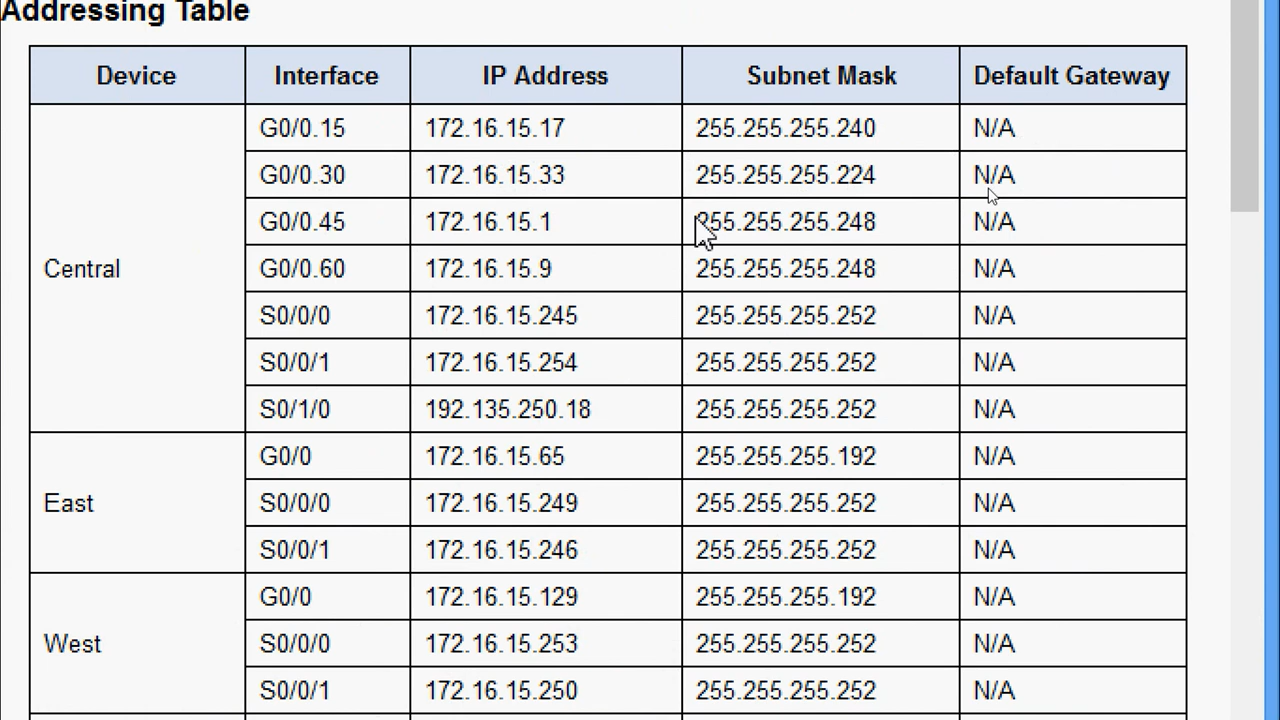 Addressing Table
Device Interface IP Address Subnet Mask Default Gateway
Central
G0/0.15 172.16.15.17 255.255.255.240 N/A
G0/0.30 172.16.15.33 255.255.255.224 N/A
G0/0.45 172.16.15.1 255.255.255.248 N/A
G0/0.60 172.16.15.9 255.255.255.248 N/A
S0/0/0 172.16.15.245 255.255.255.252 N/A
S0/0/1 172.16.15.254 255.255.255.252 N/A
S0/1/0 192.135.250.18 255.255.255.252 N/A
East
G0/0 172.16.15.65 255.255.255.192 N/A
S0/0/0 172.16.15.249 255.255.255.252 N/A
S0/0/1 172.16.15.246 255.255.255.252 N/A
West
G0/0 172.16.15.129 255.255.255.192 N/A
S0/0/0 172.16.15.253 255.255.255.252 N/A
S0/0/1 172.16.15.250 255.255.255.252 N/A